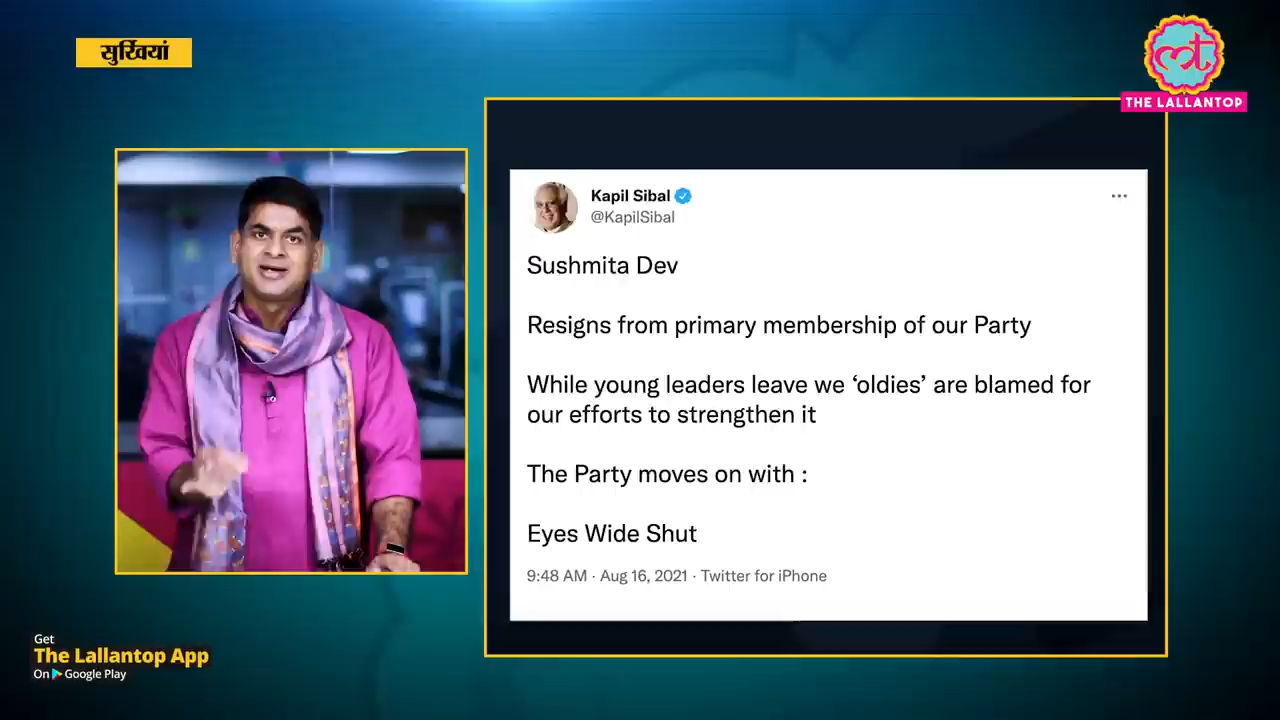 सुर्खियां
THE LALLANTOP
Kapil Sibal
@KapilSibal
Sushmita Dev
Resigns from primary membership of our Party
While young leaders leave we ‘oldies’ are blamed for
our efforts to strengthen it
The Party moves on with :
Eyes Wide Shut
9:48 AM · Aug 16, 2021 · Twitter for iPhone
Get
The Lallantop App
On Google Play